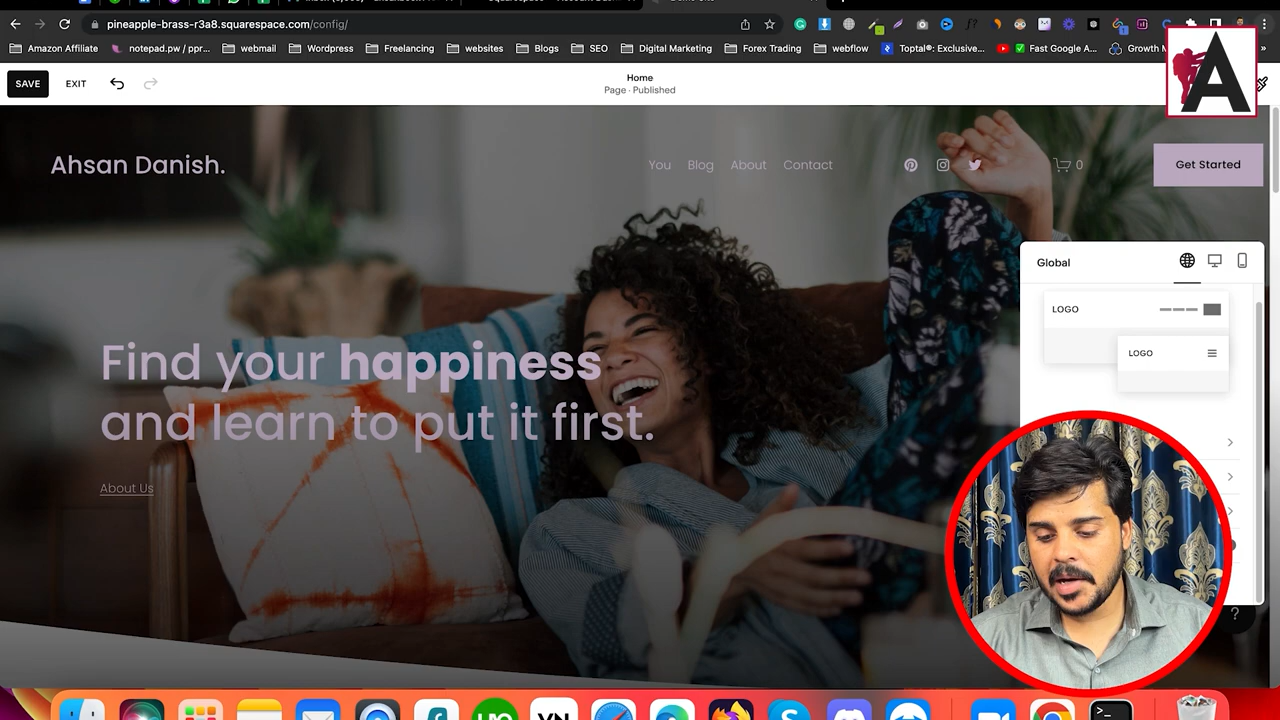 pineapple-brass-r3a8.squarespace.com/config/
Amazon Affiliate
notepad.pw / ppr...
webmail
Wordpress
Freelancing
websites
Blogs
SEO
Digital Marketing
Forex Trading
webflow
Toptal®: Exclusive...
Fast Google A...
Growth M
SAVE
EXIT
Home
Page · Published
A
Ahsan Danish.
You
Blog
About
Contact
0
Get Started
Global
LOGO
LOGO
Find your happiness
and learn to put it first.
About Us
?